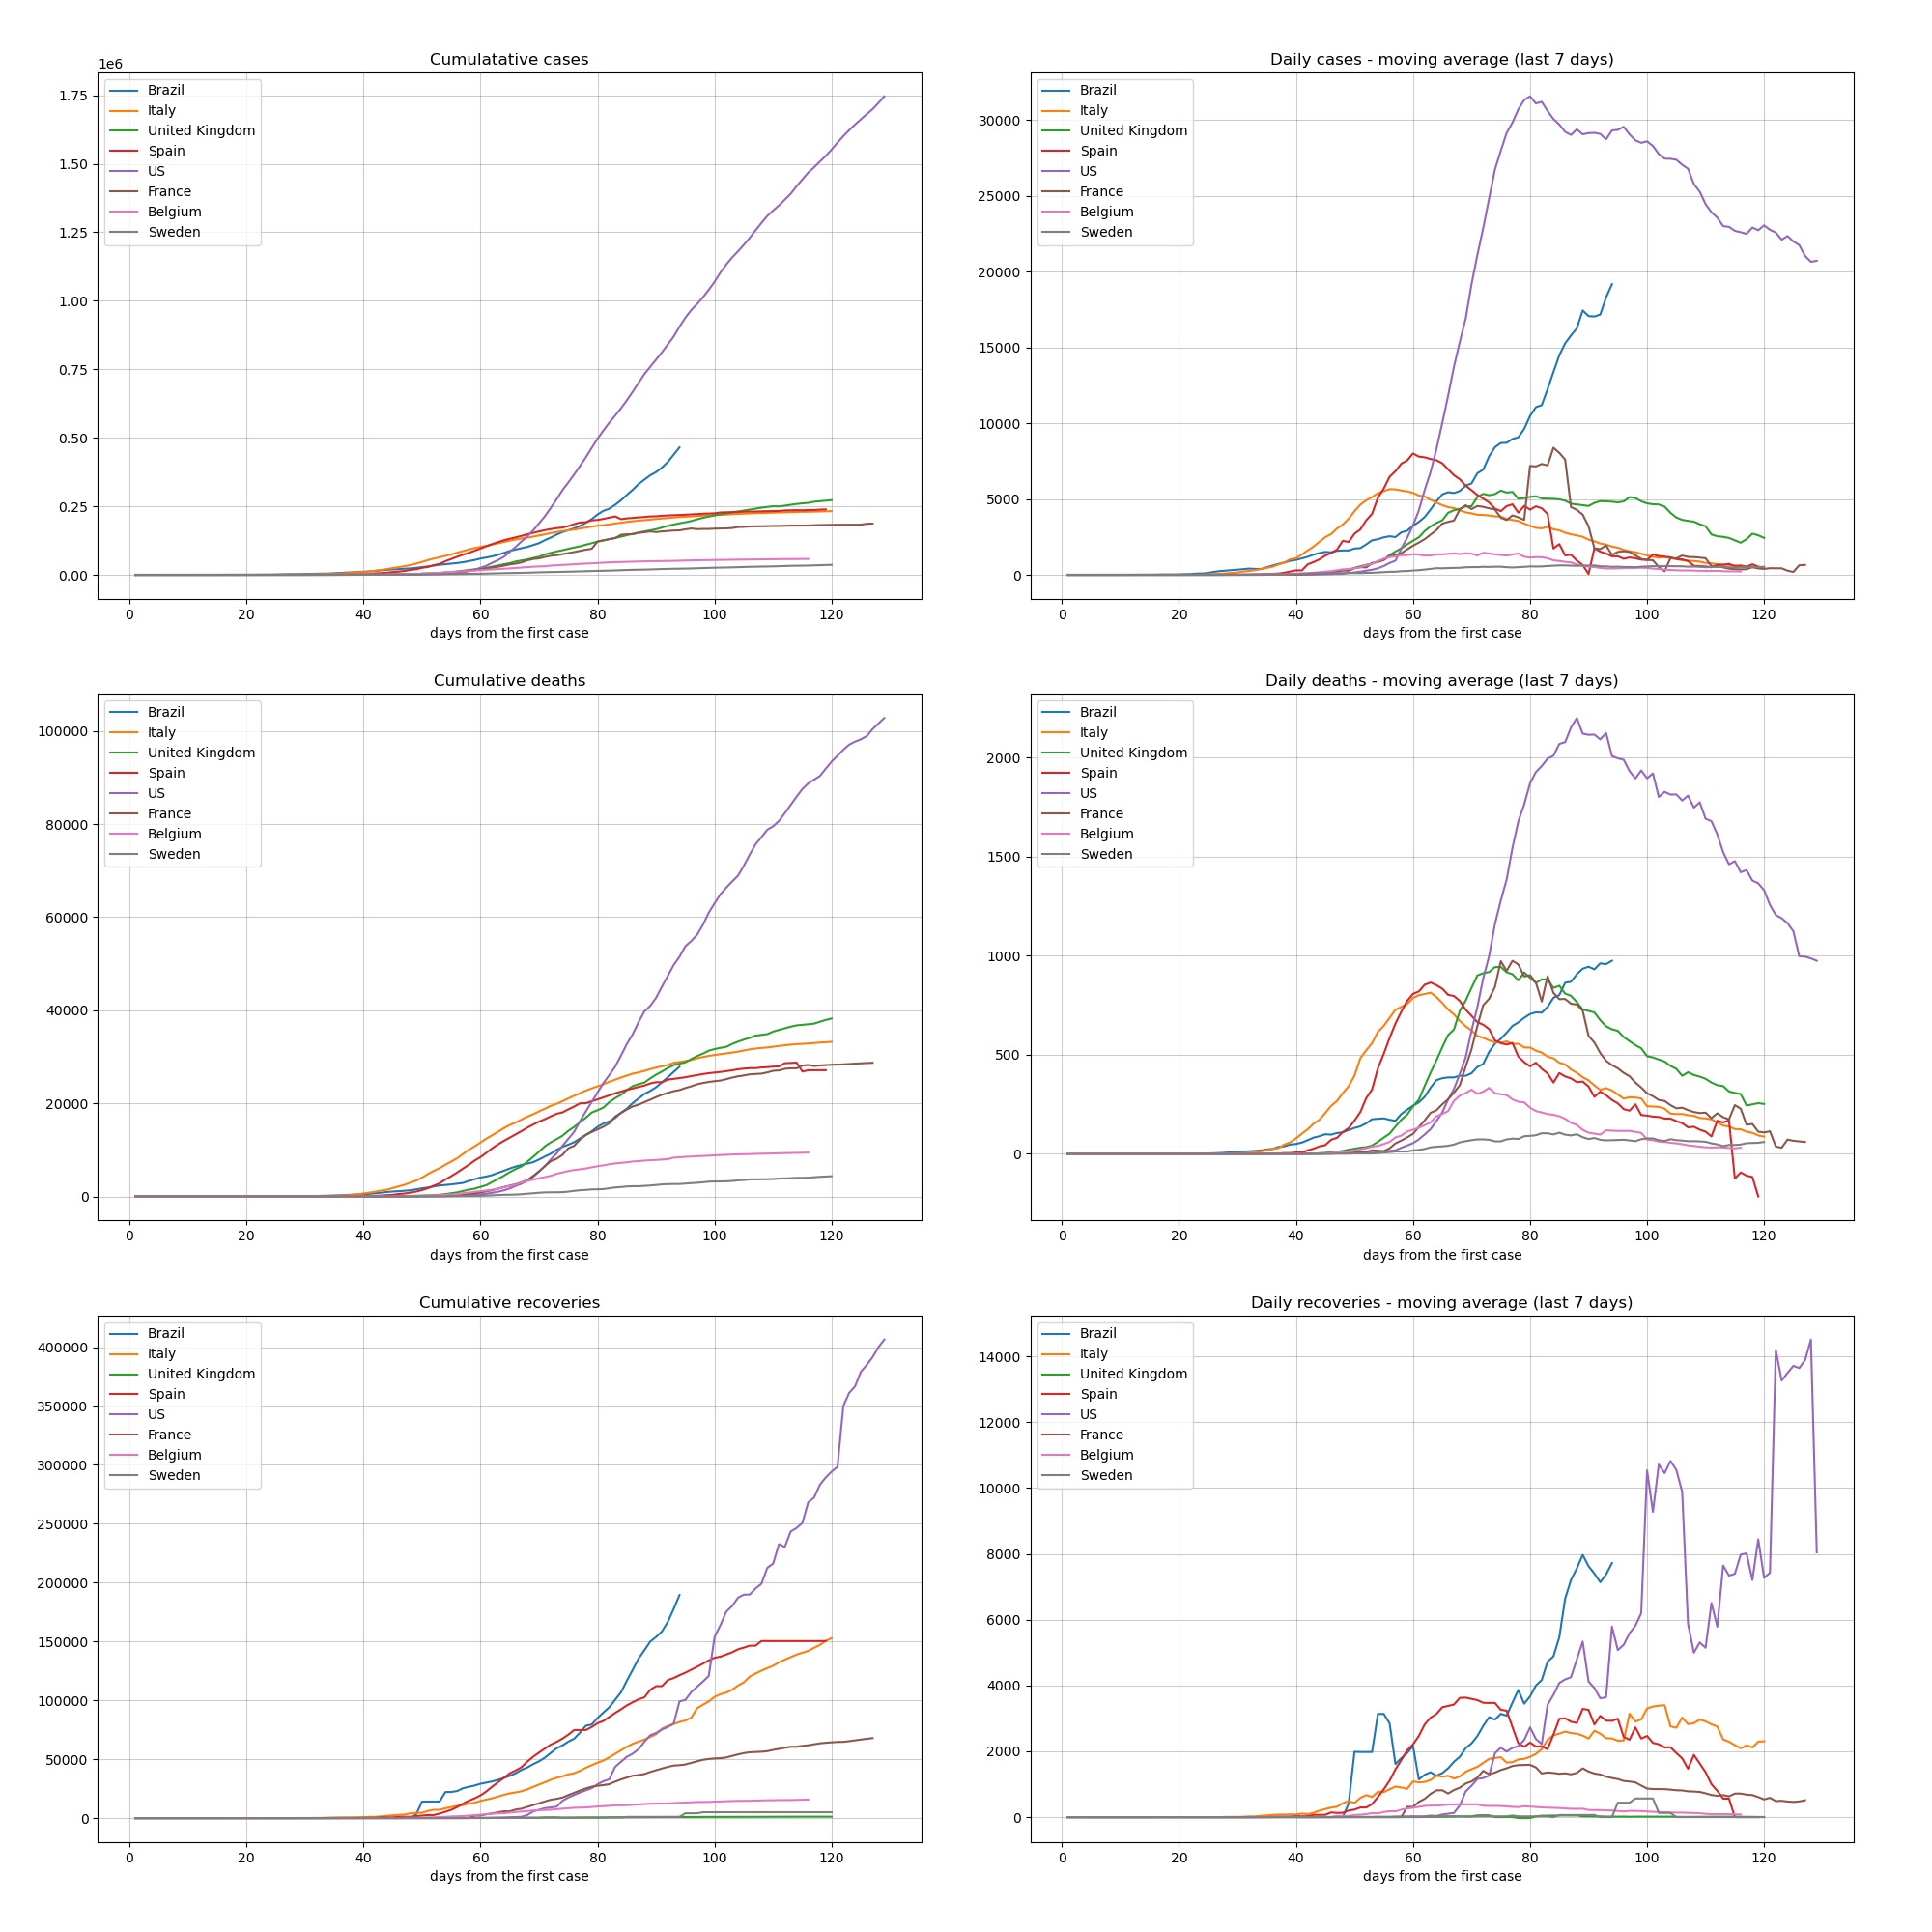 Cumulatative cases
1e6
1.75
1.50
1.25
1.00
0.75
0.50
0.25
0.00
Brazil
Italy
United Kingdom
Spain
US
France
Belgium
Sweden
0 20 40 60 80 100 120
days from the first case
Daily cases - moving average (last 7 days)
30000
25000
20000
15000
10000
5000
0
Brazil
Italy
United Kingdom
Spain
US
France
Belgium
Sweden
0 20 40 60 80 100 120
days from the first case
Cumulative deaths
100000
80000
60000
40000
20000
0
Brazil
Italy
United Kingdom
Spain
US
France
Belgium
Sweden
0 20 40 60 80 100 120
days from the first case
Daily deaths - moving average (last 7 days)
2000
1500
1000
500
0
Brazil
Italy
United Kingdom
Spain
US
France
Belgium
Sweden
0 20 40 60 80 100 120
days from the first case
Cumulative recoveries
400000
350000
300000
250000
200000
150000
100000
50000
0
Brazil
Italy
United Kingdom
Spain
US
France
Belgium
Sweden
0 20 40 60 80 100 120
days from the first case
Daily recoveries - moving average (last 7 days)
14000
12000
10000
8000
6000
4000
2000
0
Brazil
Italy
United Kingdom
Spain
US
France
Belgium
Sweden
0 20 40 60 80 100 120
days from the first case